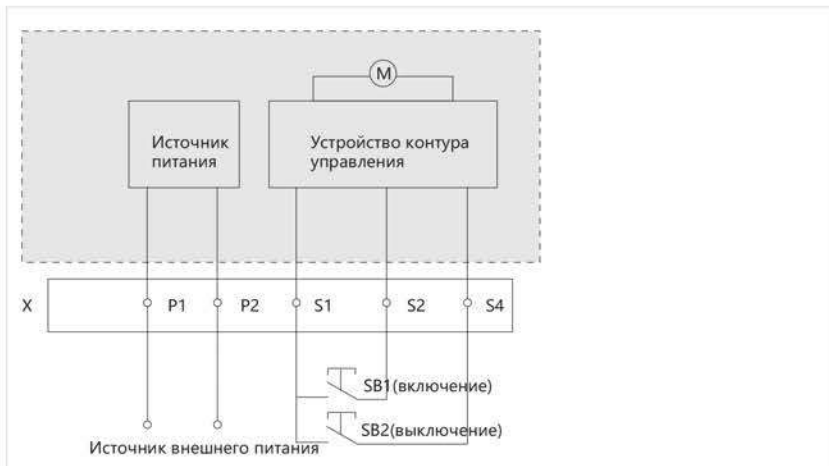 M
Источник
питания
Устройство контура
управления
X
P1
P2
S1
S2
S4
SB1(включение)
SB2(выключение)
Источник внешнего питания